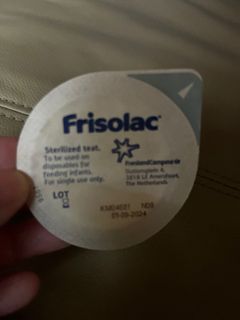 Frisolac®
Sterilized teat.
To be used on
disposables for
feeding infants.
For single use only.
FrieslandCampina
Stationsplein 4,
3818 LE Amersfoort,
The Netherlands
LOT
01-09-2024